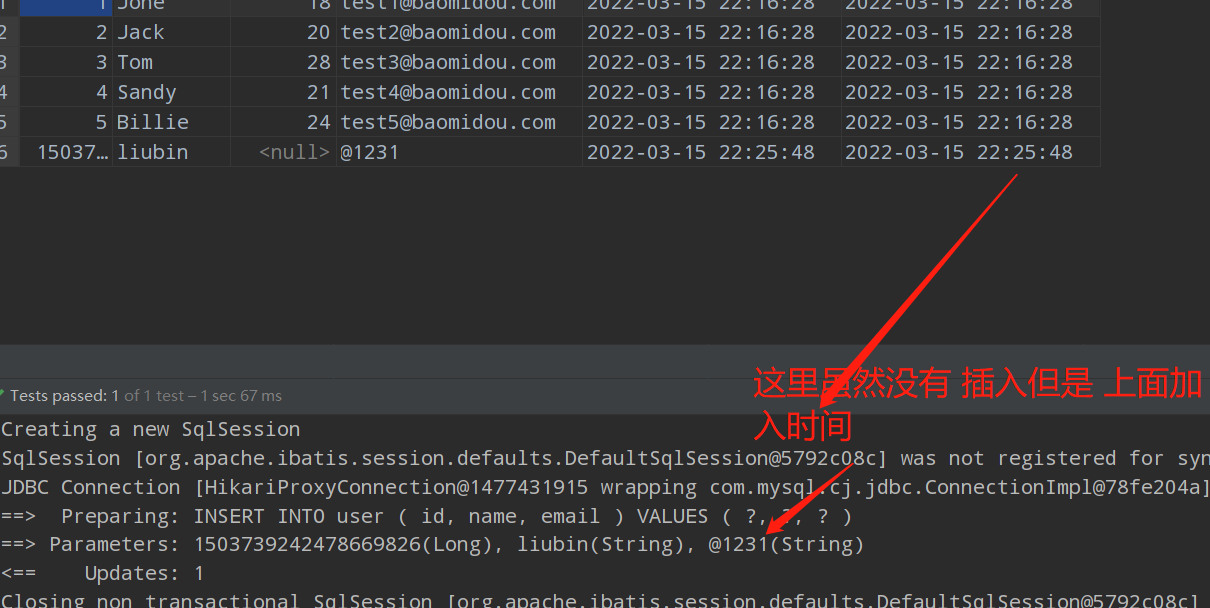 1 1 Jone 18 test1@baomidou.com 2022-03-15 22:16:28 2022-03-15 22:16:28
2 2 Jack 20 test2@baomidou.com 2022-03-15 22:16:28 2022-03-15 22:16:28
3 3 Tom 28 test3@baomidou.com 2022-03-15 22:16:28 2022-03-15 22:16:28
4 4 Sandy 21 test4@baomidou.com 2022-03-15 22:16:28 2022-03-15 22:16:28
5 5 Billie 24 test5@baomidou.com 2022-03-15 22:16:28 2022-03-15 22:16:28
6 15037… liubin <null> @1231 2022-03-15 22:25:48 2022-03-15 22:25:48
这里虽然没有 插入但是 上面加
入时间
Tests passed: 1 of 1 test – 1 sec 67 ms
Creating a new SqlSession
SqlSession [org.apache.ibatis.session.defaults.DefaultSqlSession@5792c08c] was not registered for syn
JDBC Connection [HikariProxyConnection@1477431915 wrapping com.mysql.cj.jdbc.ConnectionImpl@78fe204a]
==>  Preparing: INSERT INTO user ( id, name, email ) VALUES ( ?, ?, ? )
==> Parameters: 1503739242478669826(Long), liubin(String), @1231(String)
<==    Updates: 1
Closing non transactional SqlSession [org.apache.ibatis.session.defaults.DefaultSqlSession@5792c08c]